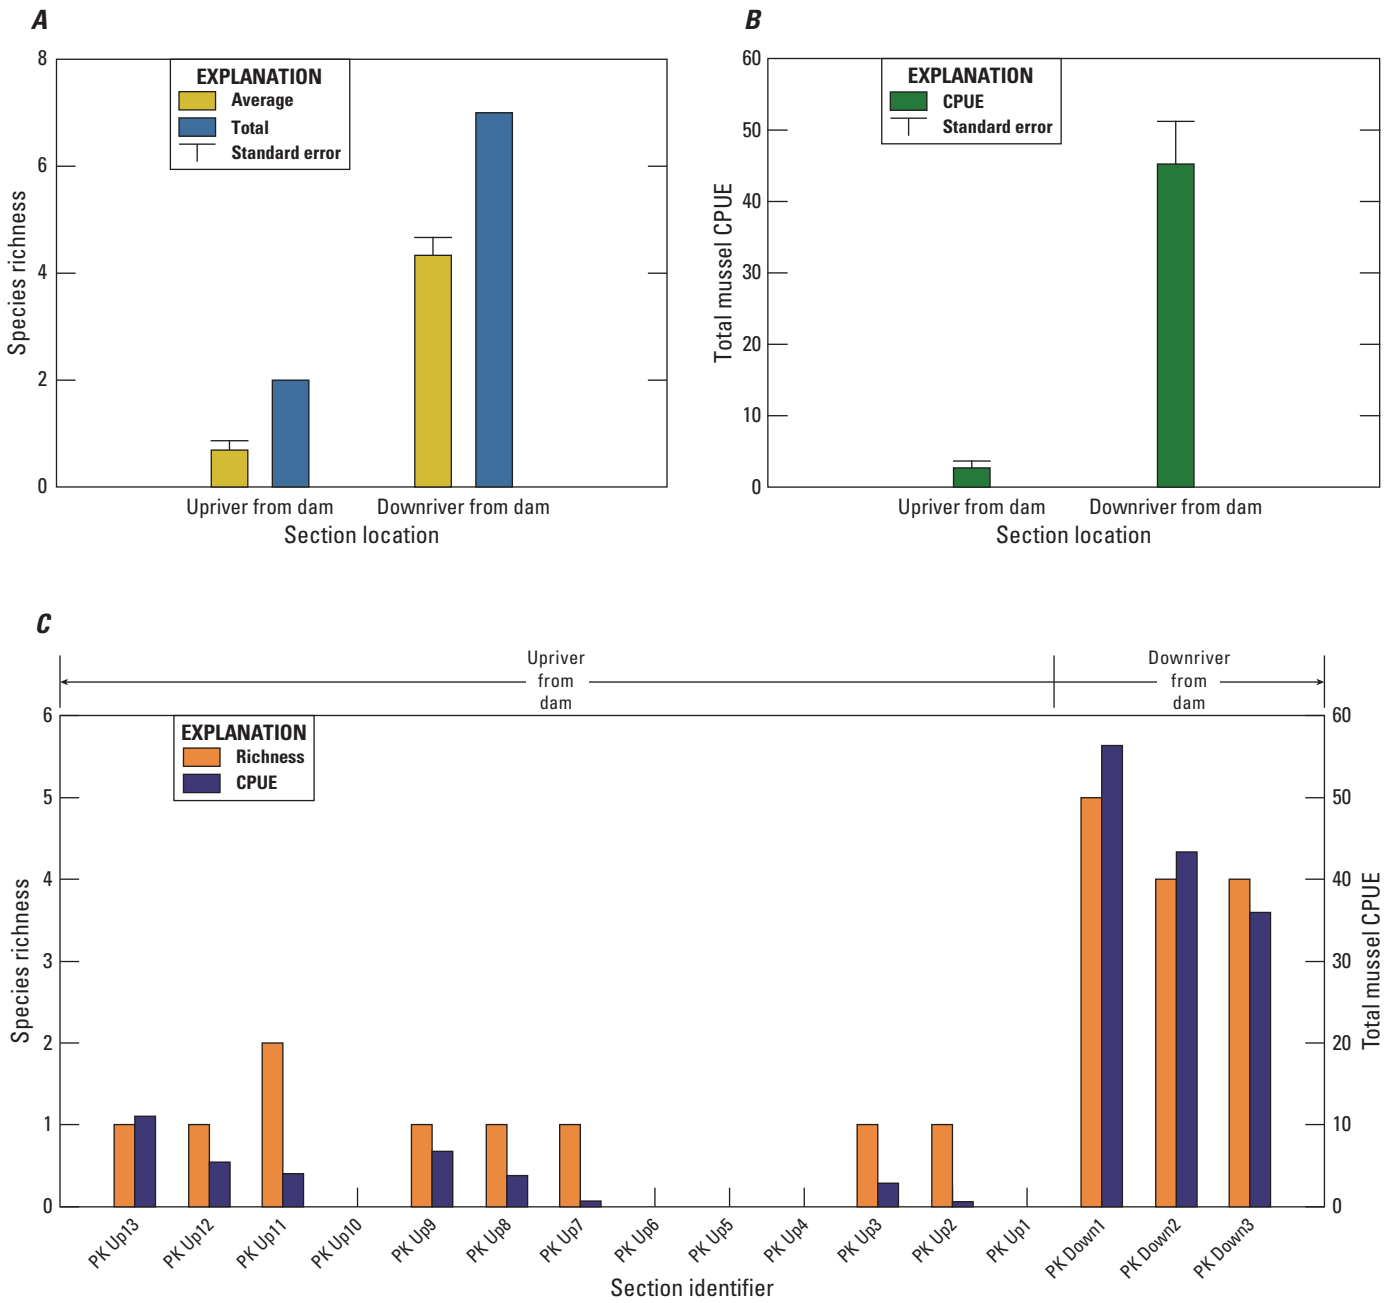 A
8
6
4
2
0
Species richness
EXPLANATION
Average
Total
Standard error
Upriver from dam
Downriver from dam
Section location
B
60
50
40
30
20
10
0
Total mussel CPUE
EXPLANATION
CPUE
Standard error
Upriver from dam
Downriver from dam
Section location
C
Upriver
from
dam
Downriver
from
dam
6
5
4
3
2
1
0
Species richness
EXPLANATION
Richness
CPUE
60
50
40
30
20
10
0
Total mussel CPUE
PK Up13
PK Up12
PK Up11
PK Up10
PK Up9
PK Up8
PK Up7
PK Up6
PK Up5
PK Up4
PK Up3
PK Up2
PK Up1
PK Down1
PK Down2
PK Down3
Section identifier